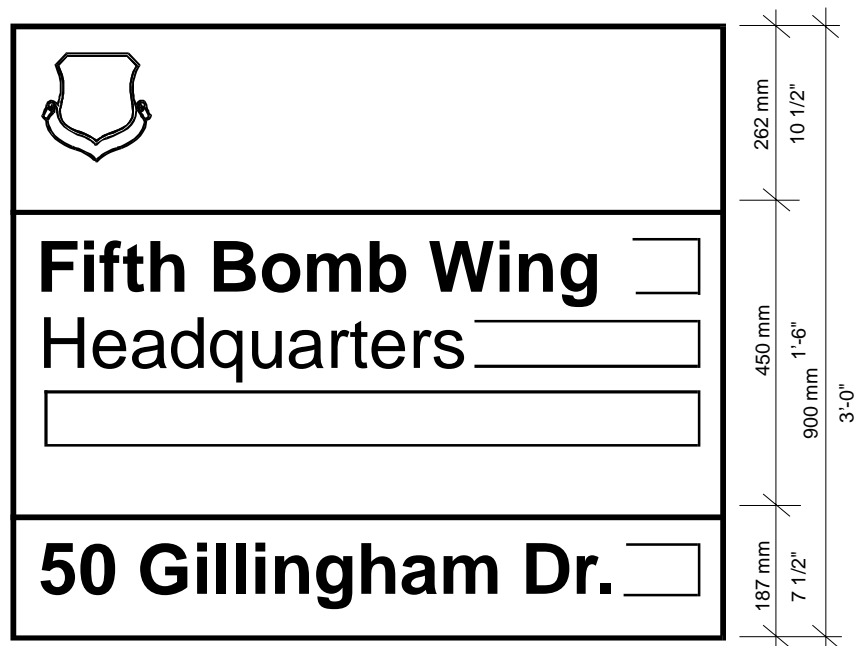 262 mm
10 1/2"
Fifth Bomb Wing
Headquarters
450 mm
1'-6"
900 mm
3'-0"
50 Gillingham Dr.
187 mm
7 1/2"